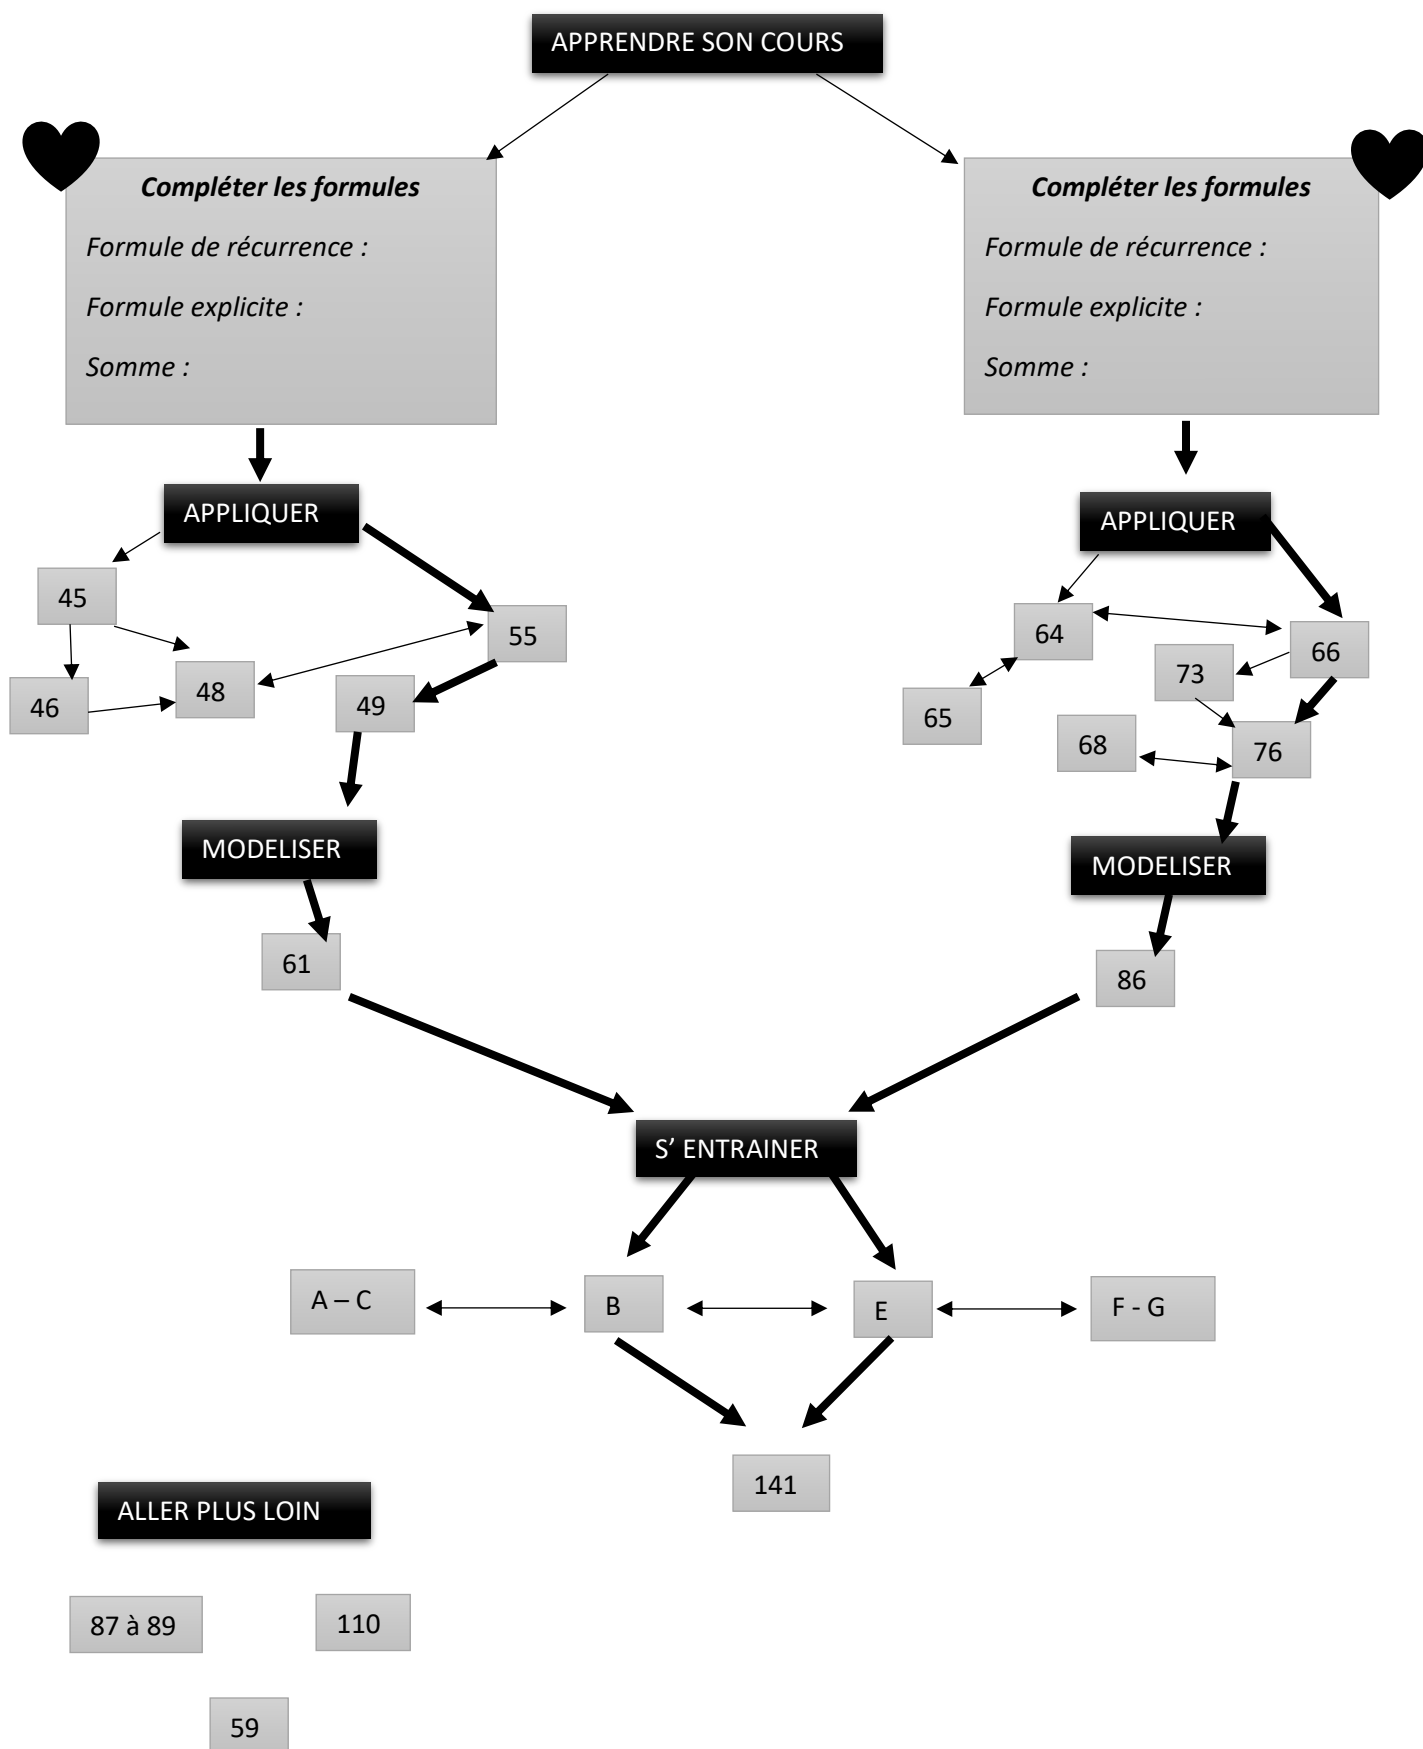 APPRENDRE SON COURS
Compléter les formules
Formule de récurrence :
Formule explicite :
Somme :
Compléter les formules
Formule de récurrence :
Formule explicite :
Somme :
APPLIQUER
45
46
48
55
49
MODELISER
61
APPLIQUER
64
65
66
73
68
76
MODELISER
86
S' ENTRAINER
A – C
B
E
F - G
141
ALLER PLUS LOIN
87 à 89
110
59